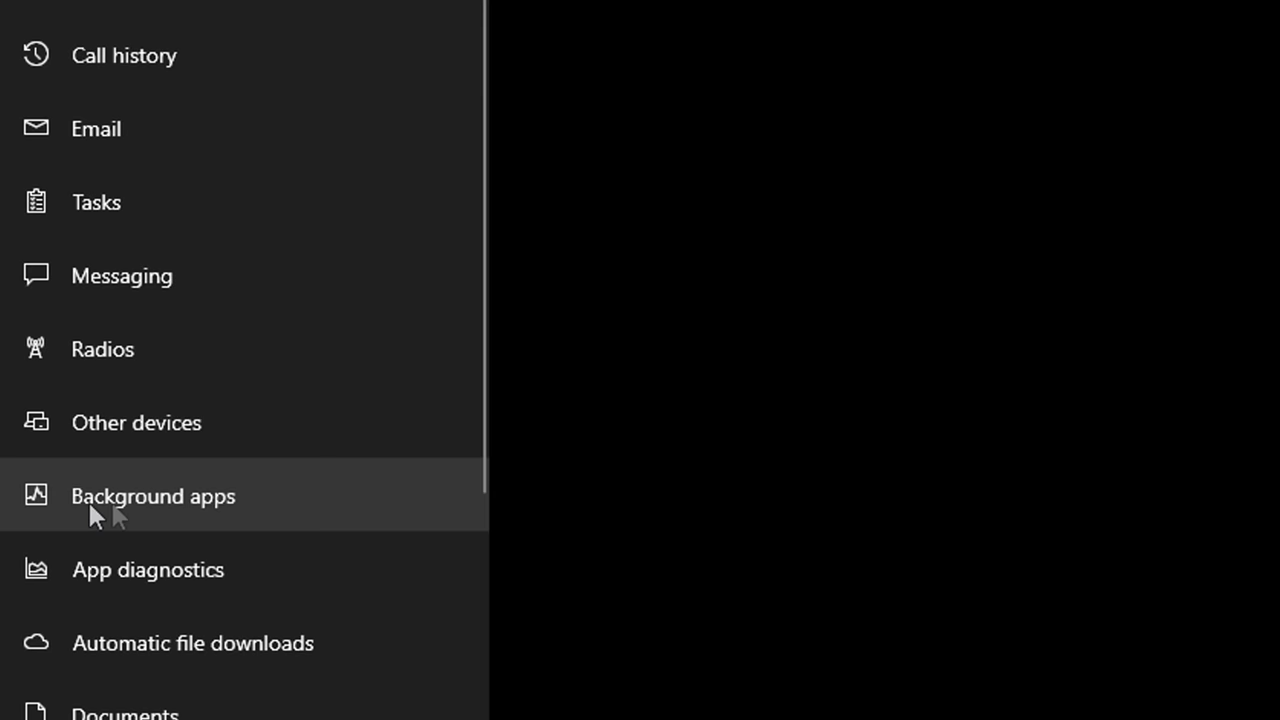 Call history
Email
Tasks
Messaging
Radios
Other devices
Background apps
App diagnostics
Automatic file downloads
Documents